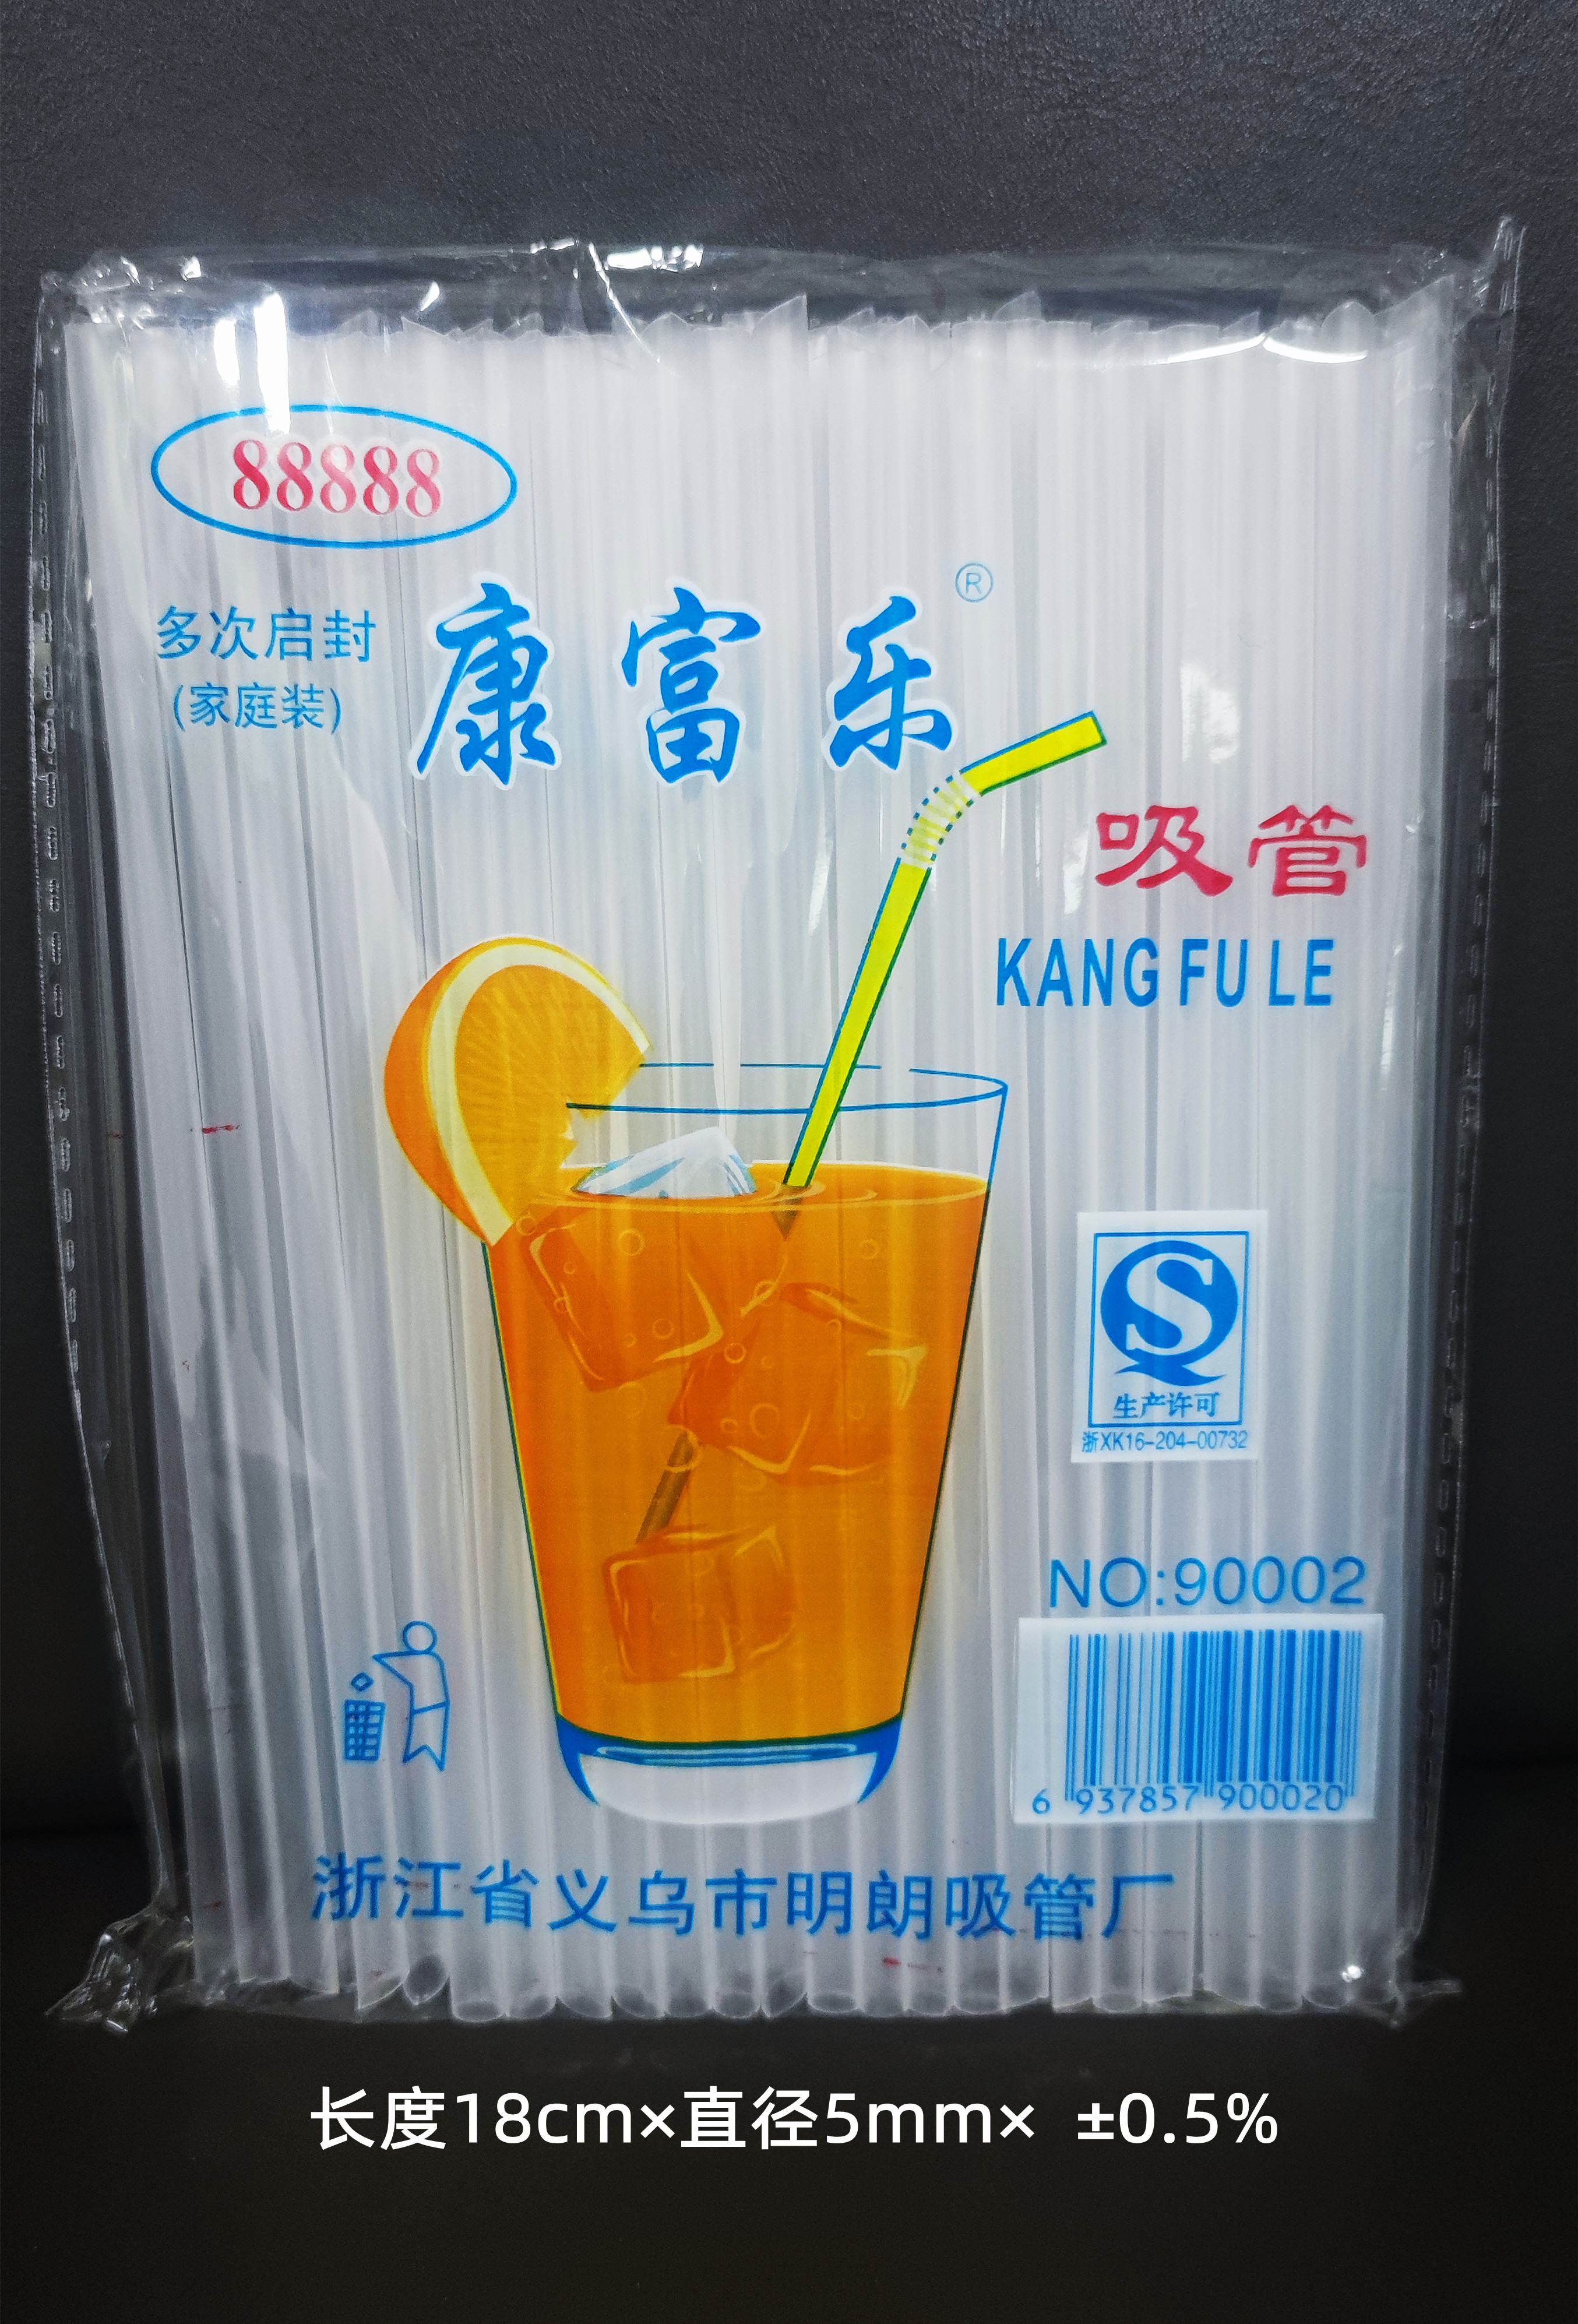 88888
多次启封
(家庭装)
康富乐®
吸管
KANG FU LE
生产许可
浙XK16-204-00732
NO:90002
6 937857 900020
浙江省义乌市明朗吸管厂
长度18cm×直径5mm× ±0.5%